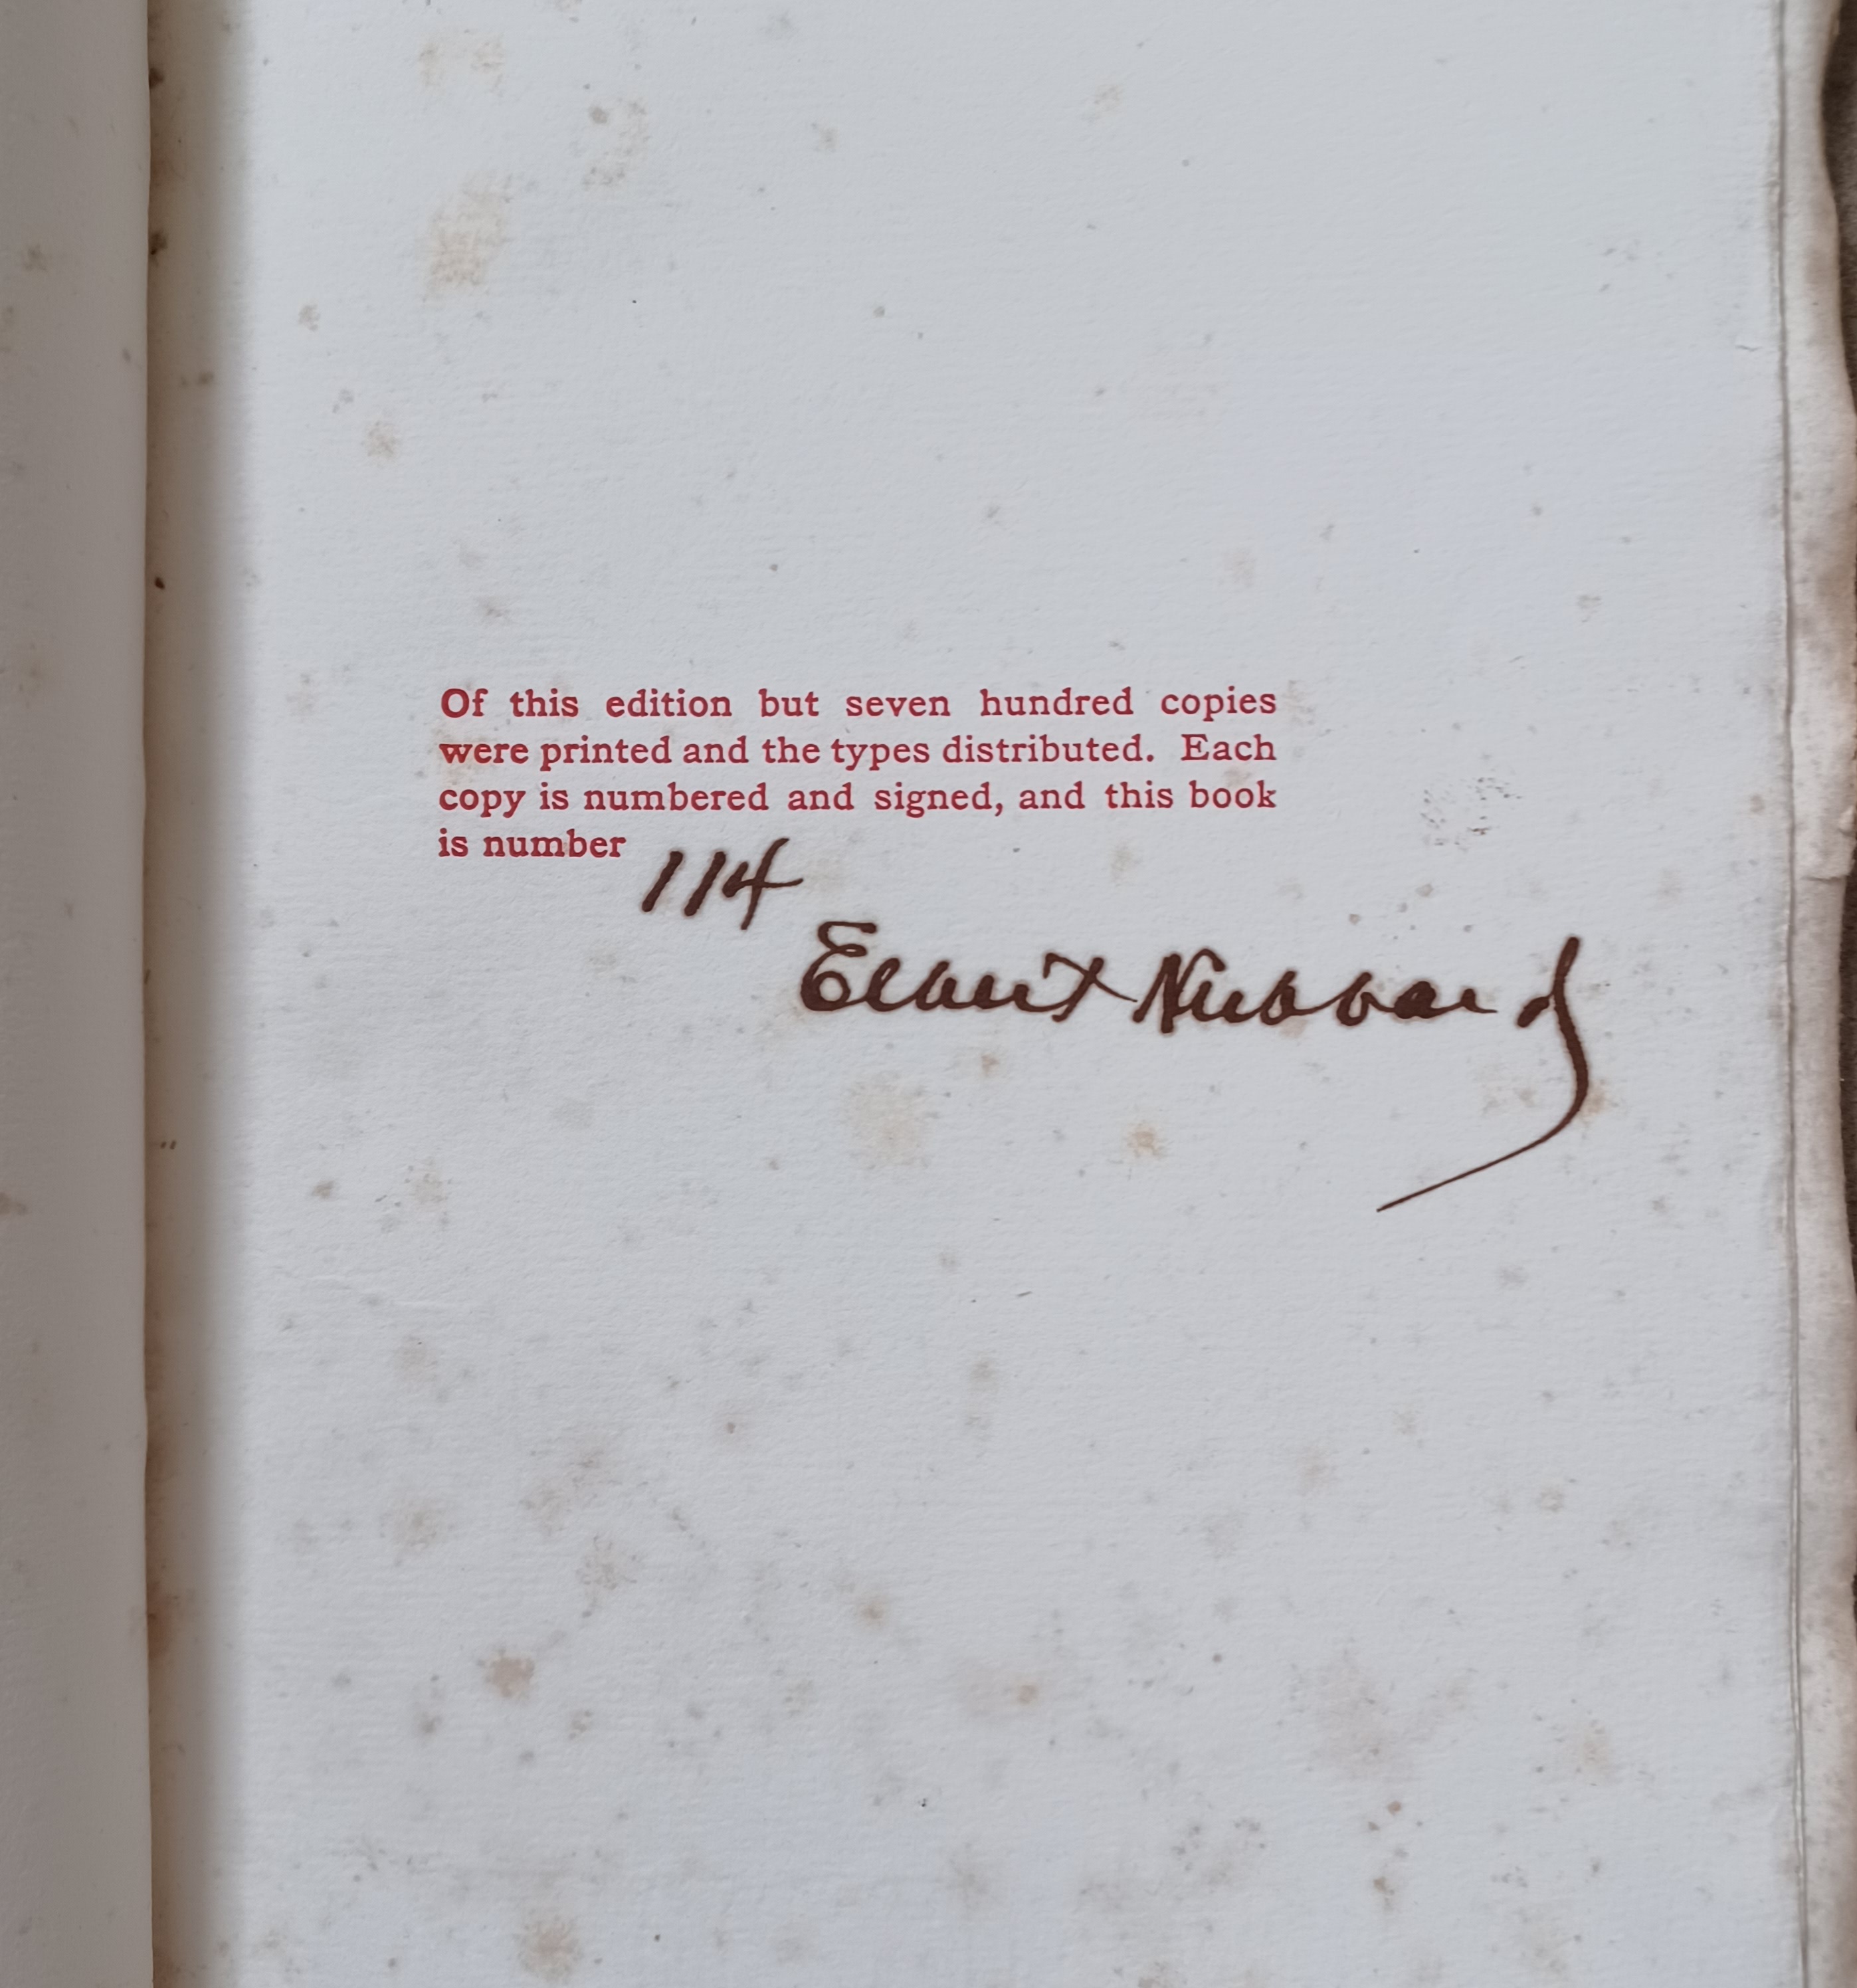 Of this edition but seven hundred copies
were printed and the types distributed. Each
copy is numbered and signed, and this book
is number
114
Elbert Hubbard